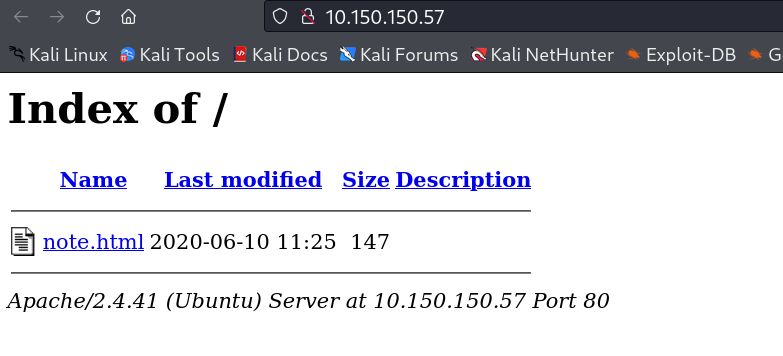 10.150.150.57
Kali Linux Kali Tools Kali Docs Kali Forums Kali NetHunter Exploit-DB G
Index of /
Name Last modified Size Description
note.html 2020-06-10 11:25 147
Apache/2.4.41 (Ubuntu) Server at 10.150.150.57 Port 80